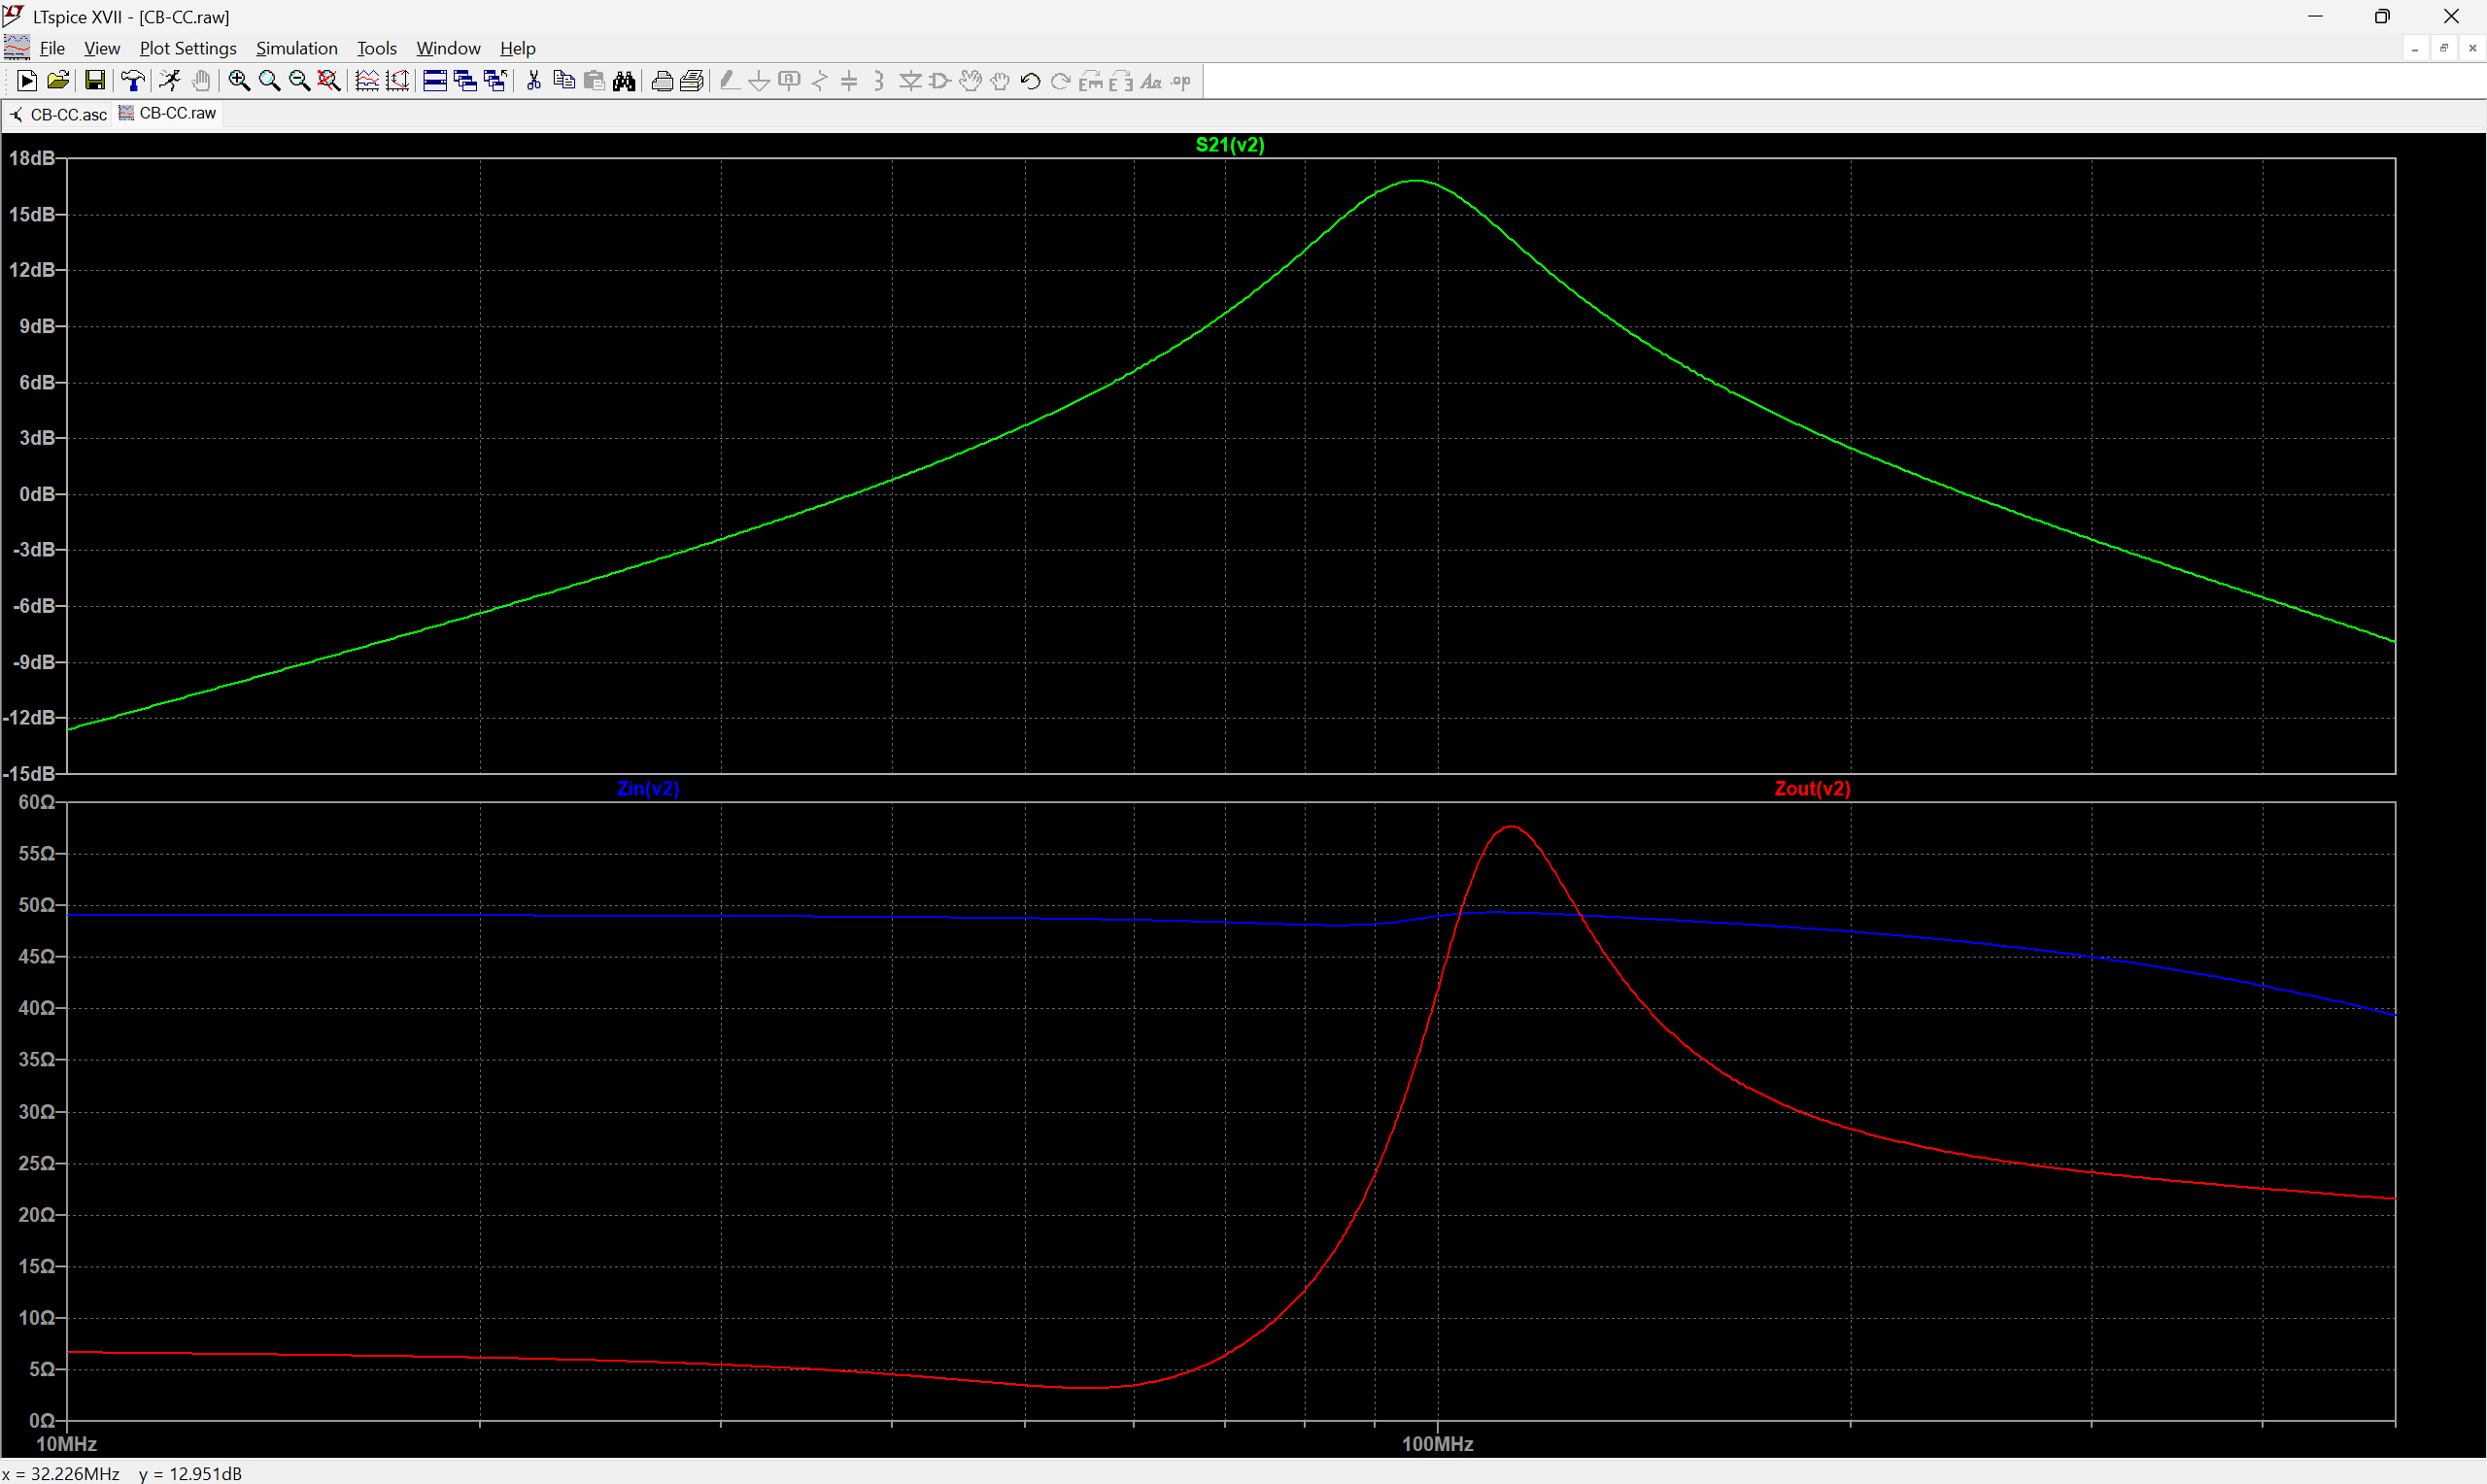 LTspice XVII - [CB-CC.raw]
File View Plot Settings Simulation Tools Window Help
CB-CC.asc CB-CC.raw
S21(v2)
18dB
15dB
12dB
9dB
6dB
3dB
0dB
-3dB
-6dB
-9dB
-12dB
-15dB
Zin(v2) Zout(v2)
60Ω
55Ω
50Ω
45Ω
40Ω
35Ω
30Ω
25Ω
20Ω
15Ω
10Ω
5Ω
0Ω
10MHz 100MHz
x = 32.226MHz y = 12.951dB